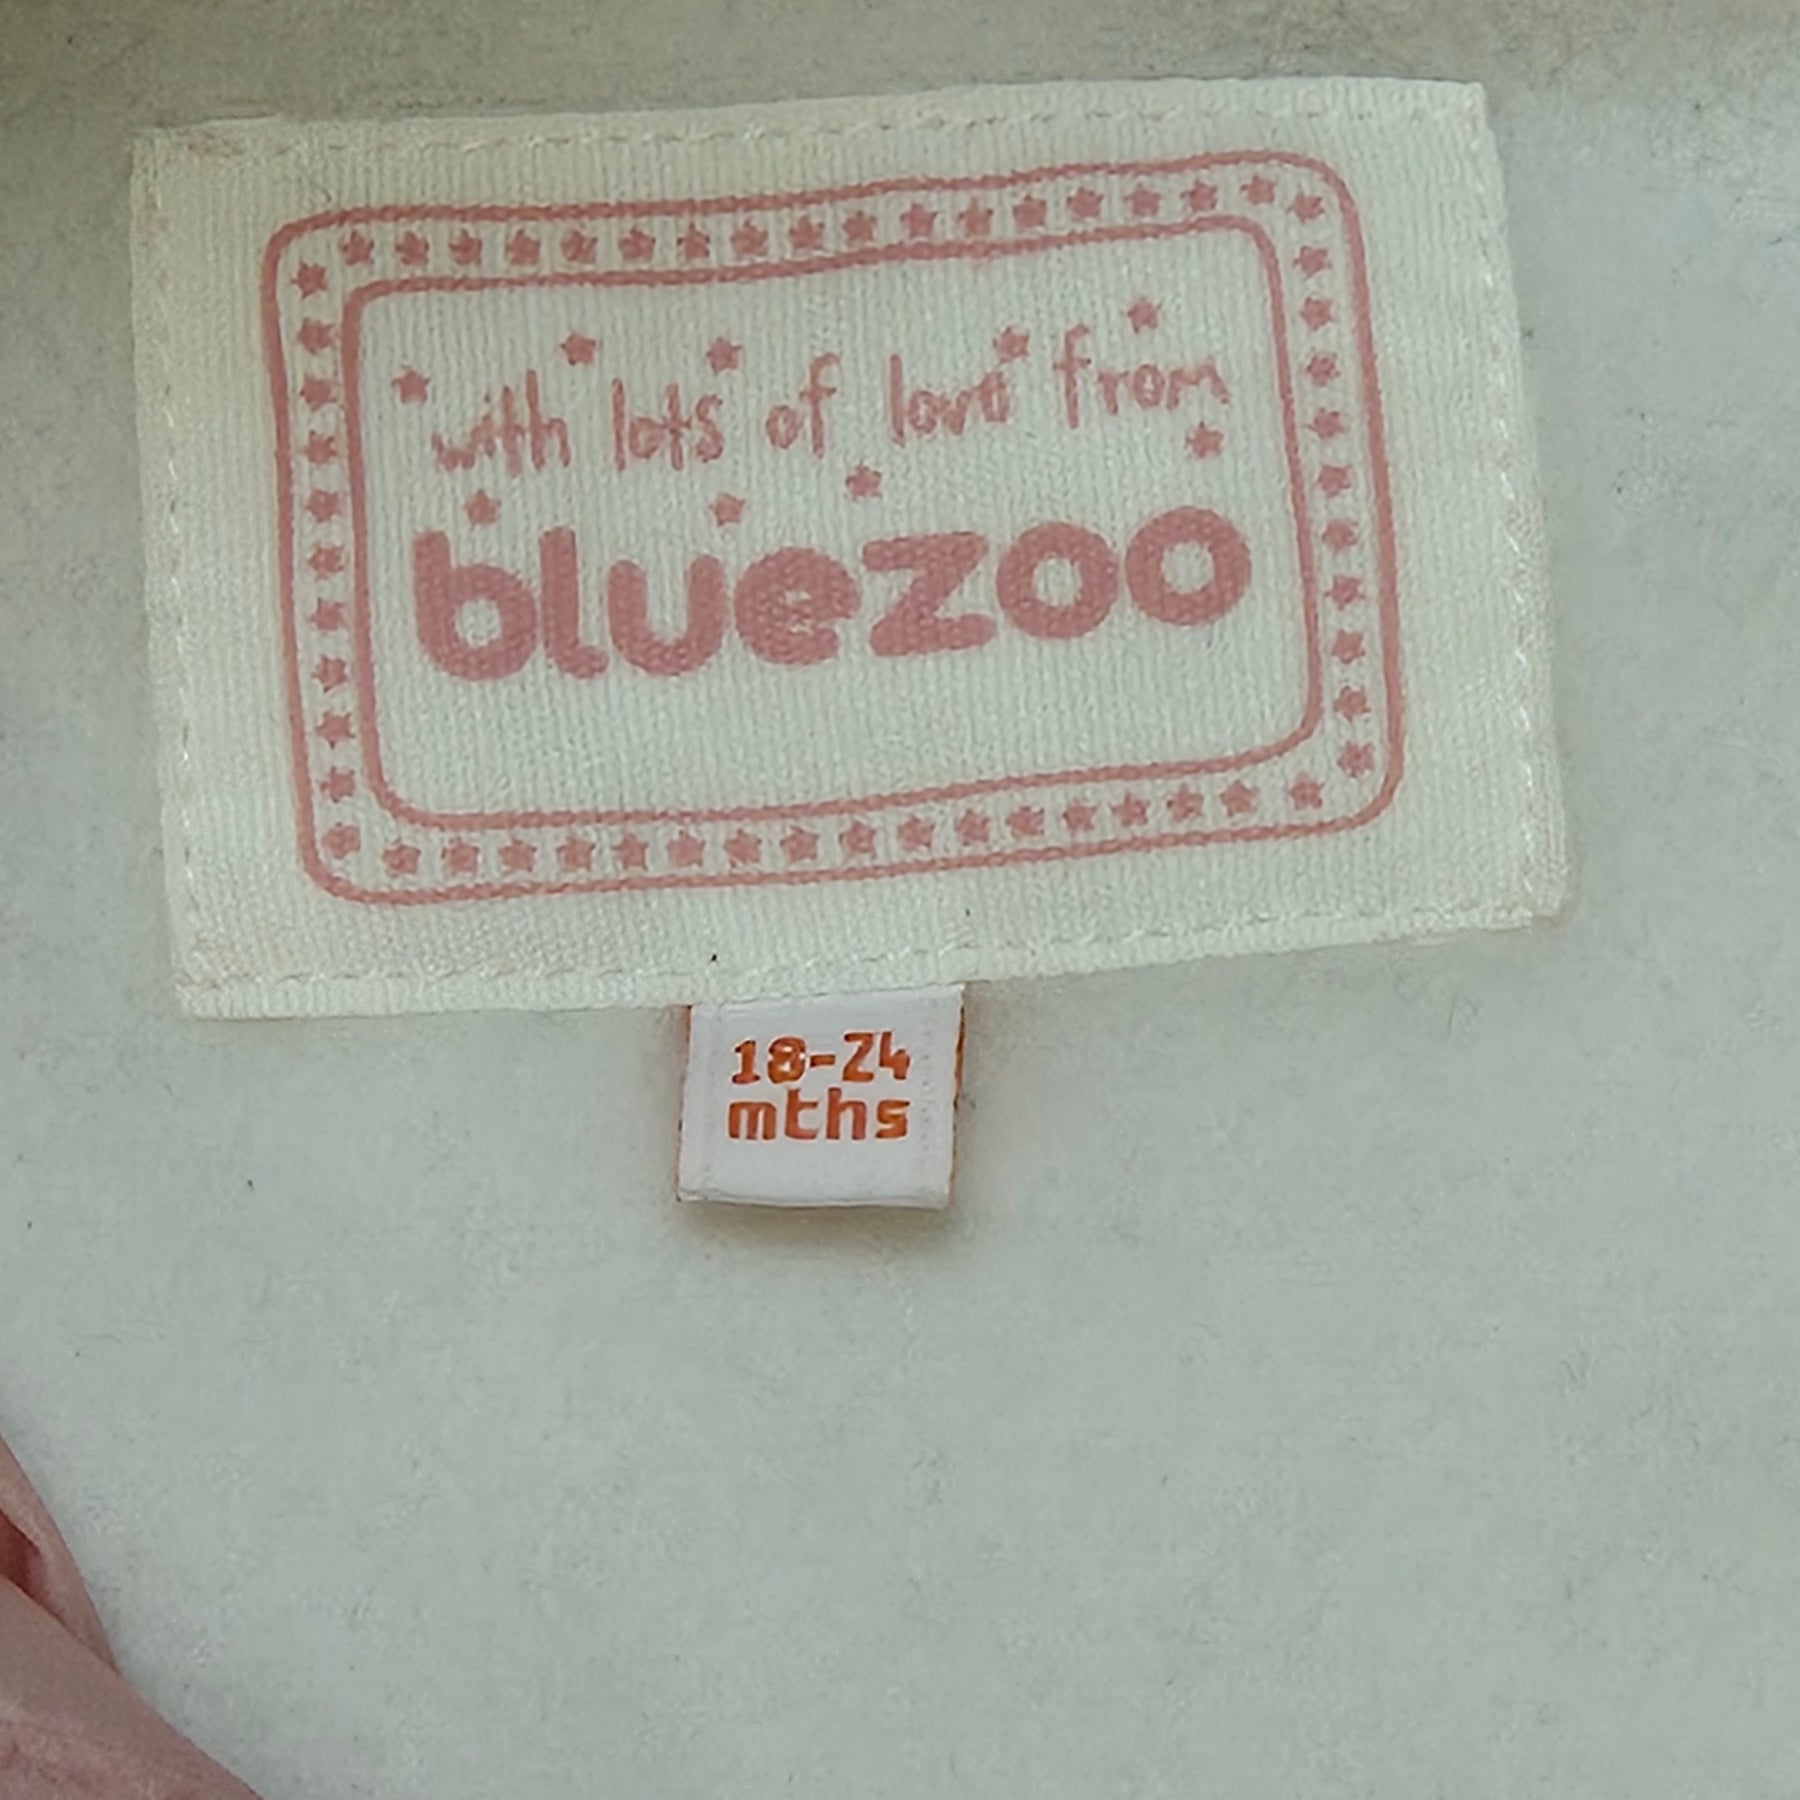 with lots of love from
bluezoo
18-24
mths